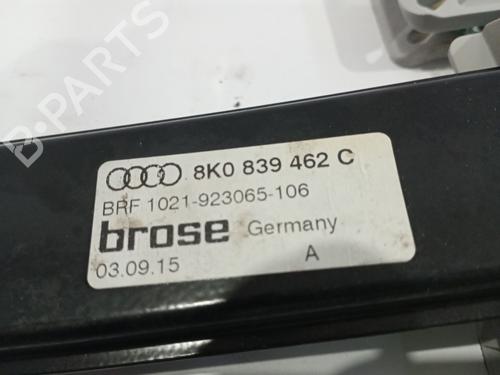 8K0 839 462 C
BRF 1021-923065-106
brose Germany
03.09.15 A
B-PARTS